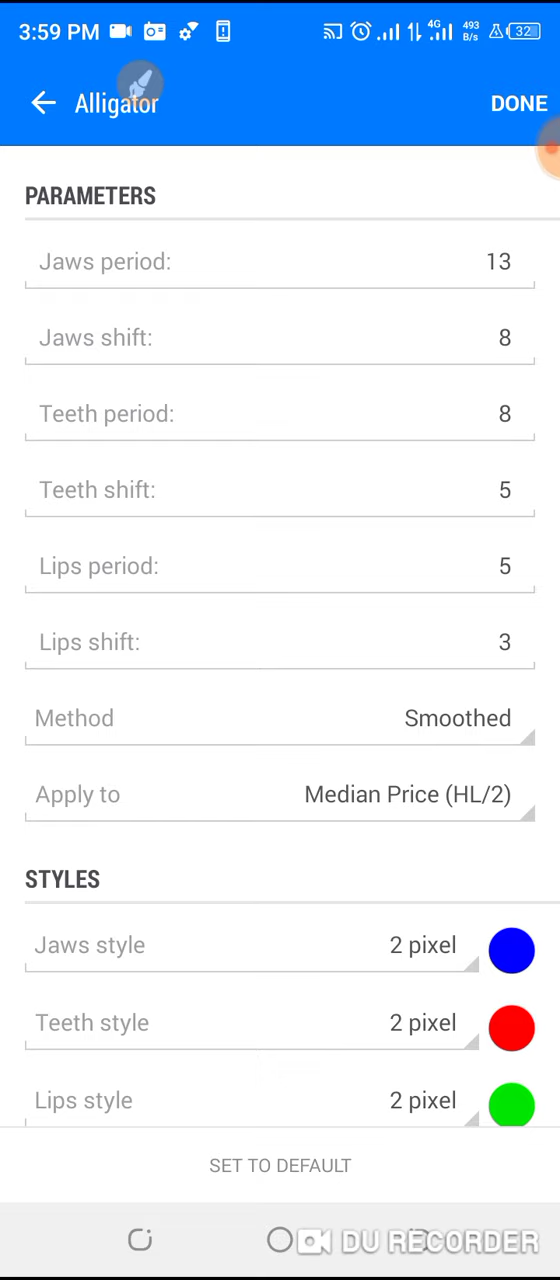 3:59 PM 4G 493 B/s 32
Alligator DONE
PARAMETERS
Jaws period: 13
Jaws shift: 8
Teeth period: 8
Teeth shift: 5
Lips period: 5
Lips shift: 3
Method Smoothed
Apply to Median Price (HL/2)
STYLES
Jaws style 2 pixel
Teeth style 2 pixel
Lips style 2 pixel
SET TO DEFAULT
DU RECORDER